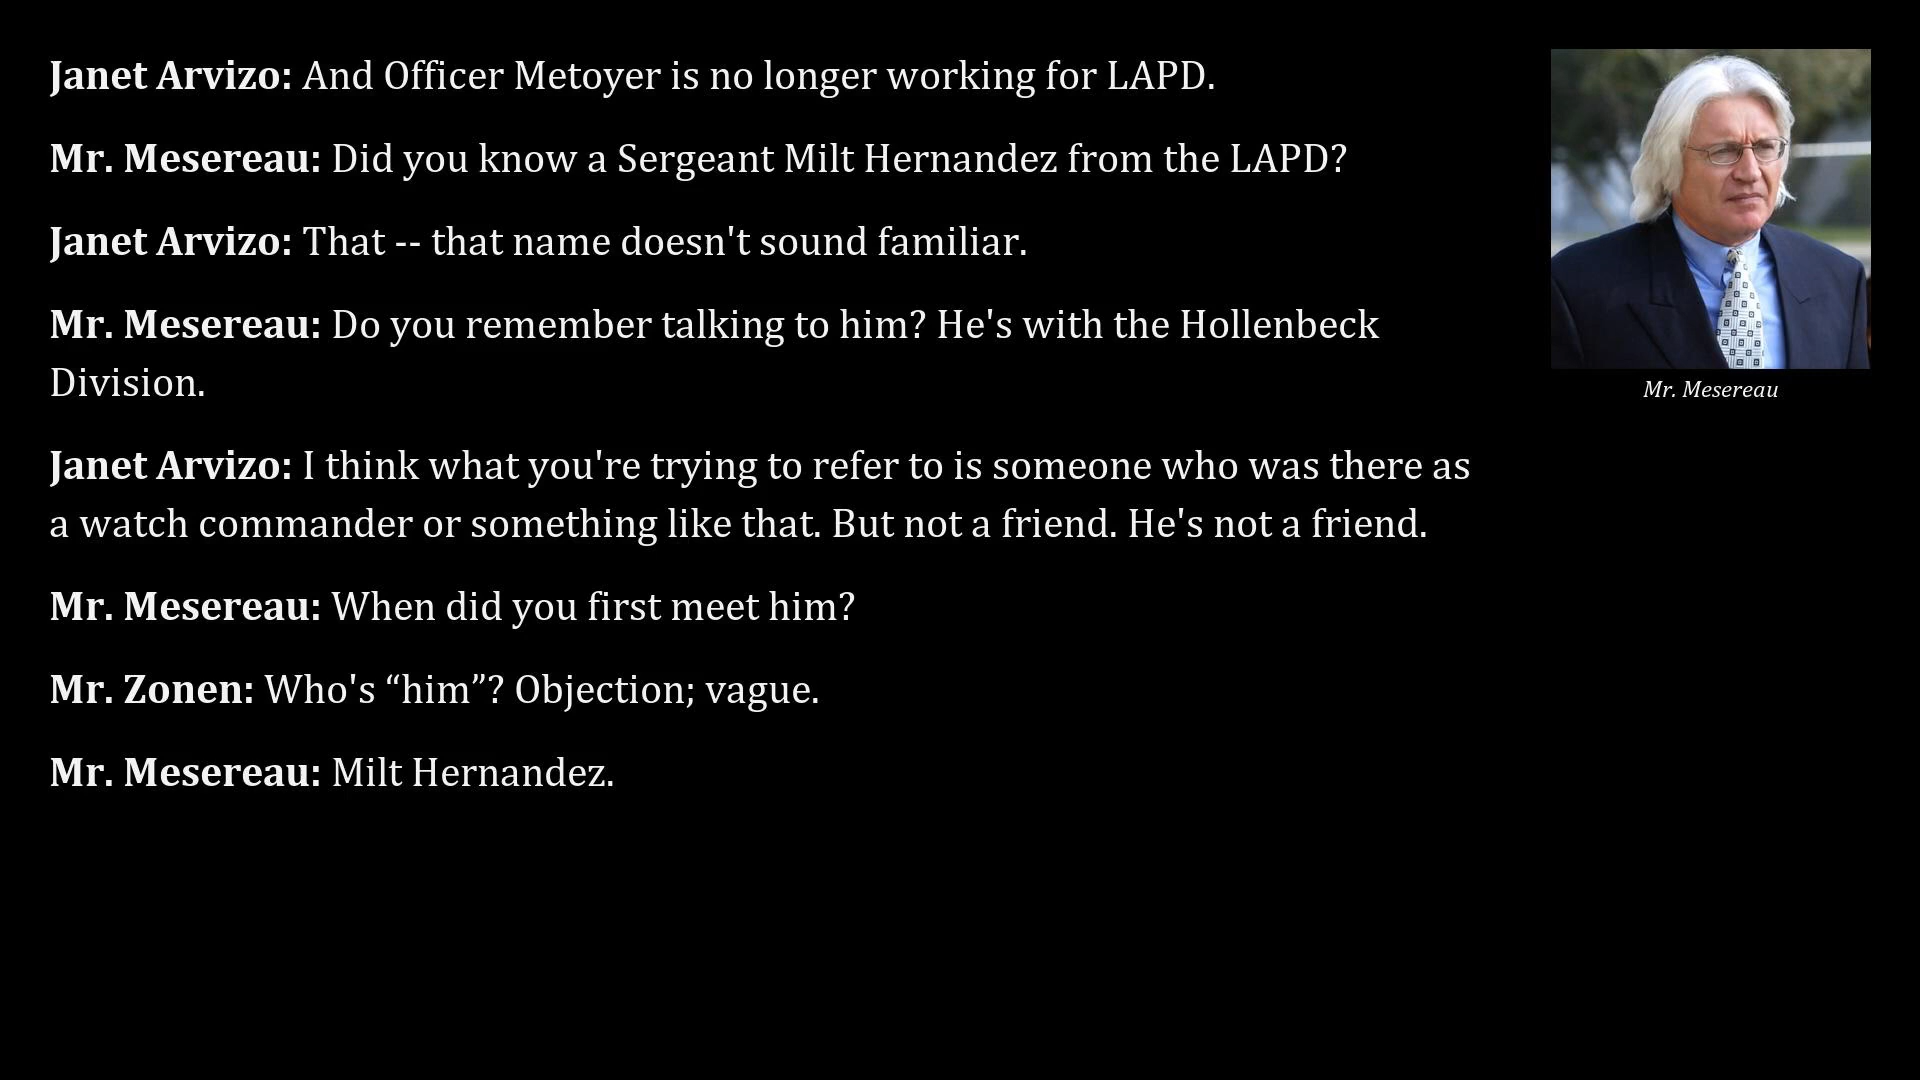 Janet Arvizo: And Officer Metoyer is no longer working for LAPD.
Mr. Mesereau: Did you know a Sergeant Milt Hernandez from the LAPD?
Janet Arvizo: That -- that name doesn't sound familiar.
Mr. Mesereau: Do you remember talking to him? He's with the Hollenbeck
Division.
Janet Arvizo: I think what you're trying to refer to is someone who was there as
a watch commander or something like that. But not a friend. He's not a friend.
Mr. Mesereau: When did you first meet him?
Mr. Zonen: Who's “him”? Objection; vague.
Mr. Mesereau: Milt Hernandez.
Mr. Mesereau